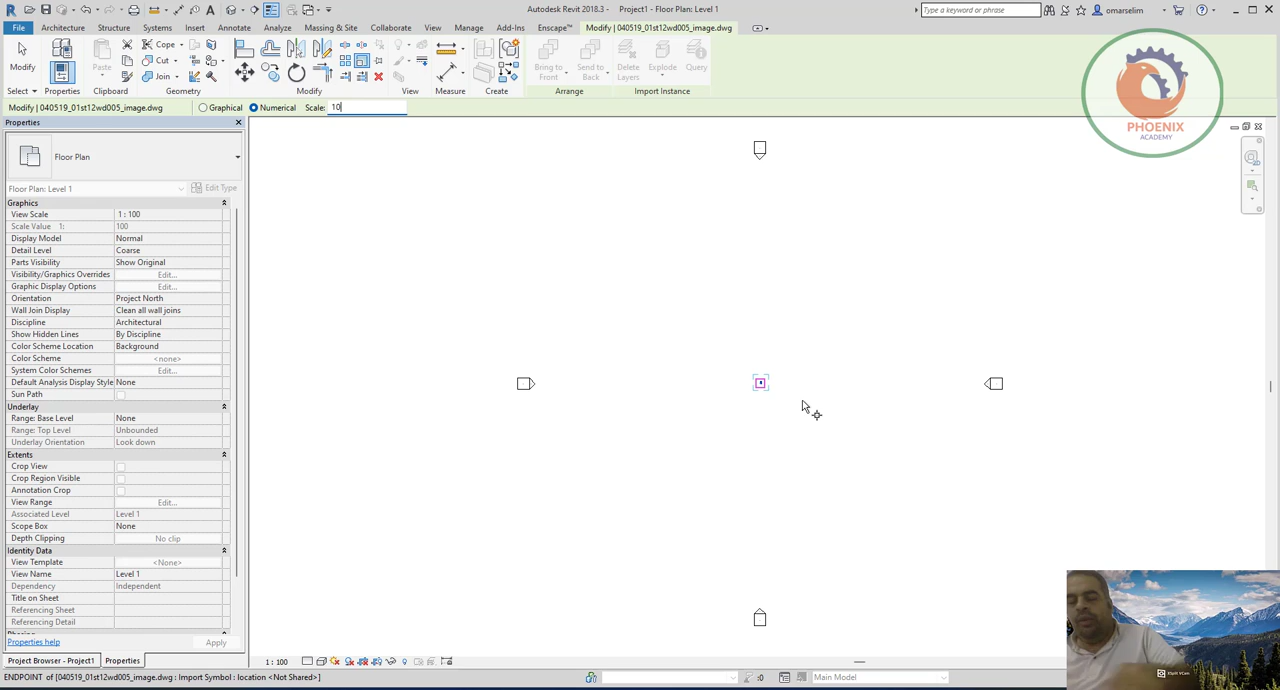 Autodesk Revit 2018.3 -   Project1 - Floor Plan: Level 1
Type a keyword or phrase
omarselim
File
Architecture
Structure
Systems
Insert
Annotate
Analyze
Massing & Site
Collaborate
View
Manage
Add-Ins
Enscape™
Modify | 040519_01st12wd005_image.dwg
Modify
Paste
Cope
Cut
Join
Bring to
Front
Send to
Back
Delete
Layers
Explode
Query
Select
Properties
Clipboard
Geometry
Modify
View
Measure
Create
Arrange
Import Instance
PHOENIX
ACADEMY
Modify | 040519_01st12wd005_image.dwg
Graphical
Numerical
Scale:
10
Properties
Floor Plan
Floor Plan: Level 1
Edit Type
Graphics
View Scale 1 : 100
Scale Value 1: 100
Display Model Normal
Detail Level Coarse
Parts Visibility Show Original
Visibility/Graphics Overrides Edit...
Graphic Display Options Edit...
Orientation Project North
Wall Join Display Clean all wall joins
Discipline Architectural
Show Hidden Lines By Discipline
Color Scheme Location Background
Color Scheme <none>
System Color Schemes Edit...
Default Analysis Display Style None
Sun Path
Underlay
Range: Base Level None
Range: Top Level Unbounded
Underlay Orientation Look down
Extents
Crop View
Crop Region Visible
Annotation Crop
View Range Edit...
Associated Level Level 1
Scope Box None
Depth Clipping No clip
Identity Data
View Template <None>
View Name Level 1
Dependency Independent
Title on Sheet
Referencing Sheet
Referencing Detail
Properties help
Apply
Project Browser - Project1
Properties
1 : 100
ENDPOINT of [040519_01st12wd005_image.dwg : Import Symbol : location <Not Shared>]
:0
Main Model